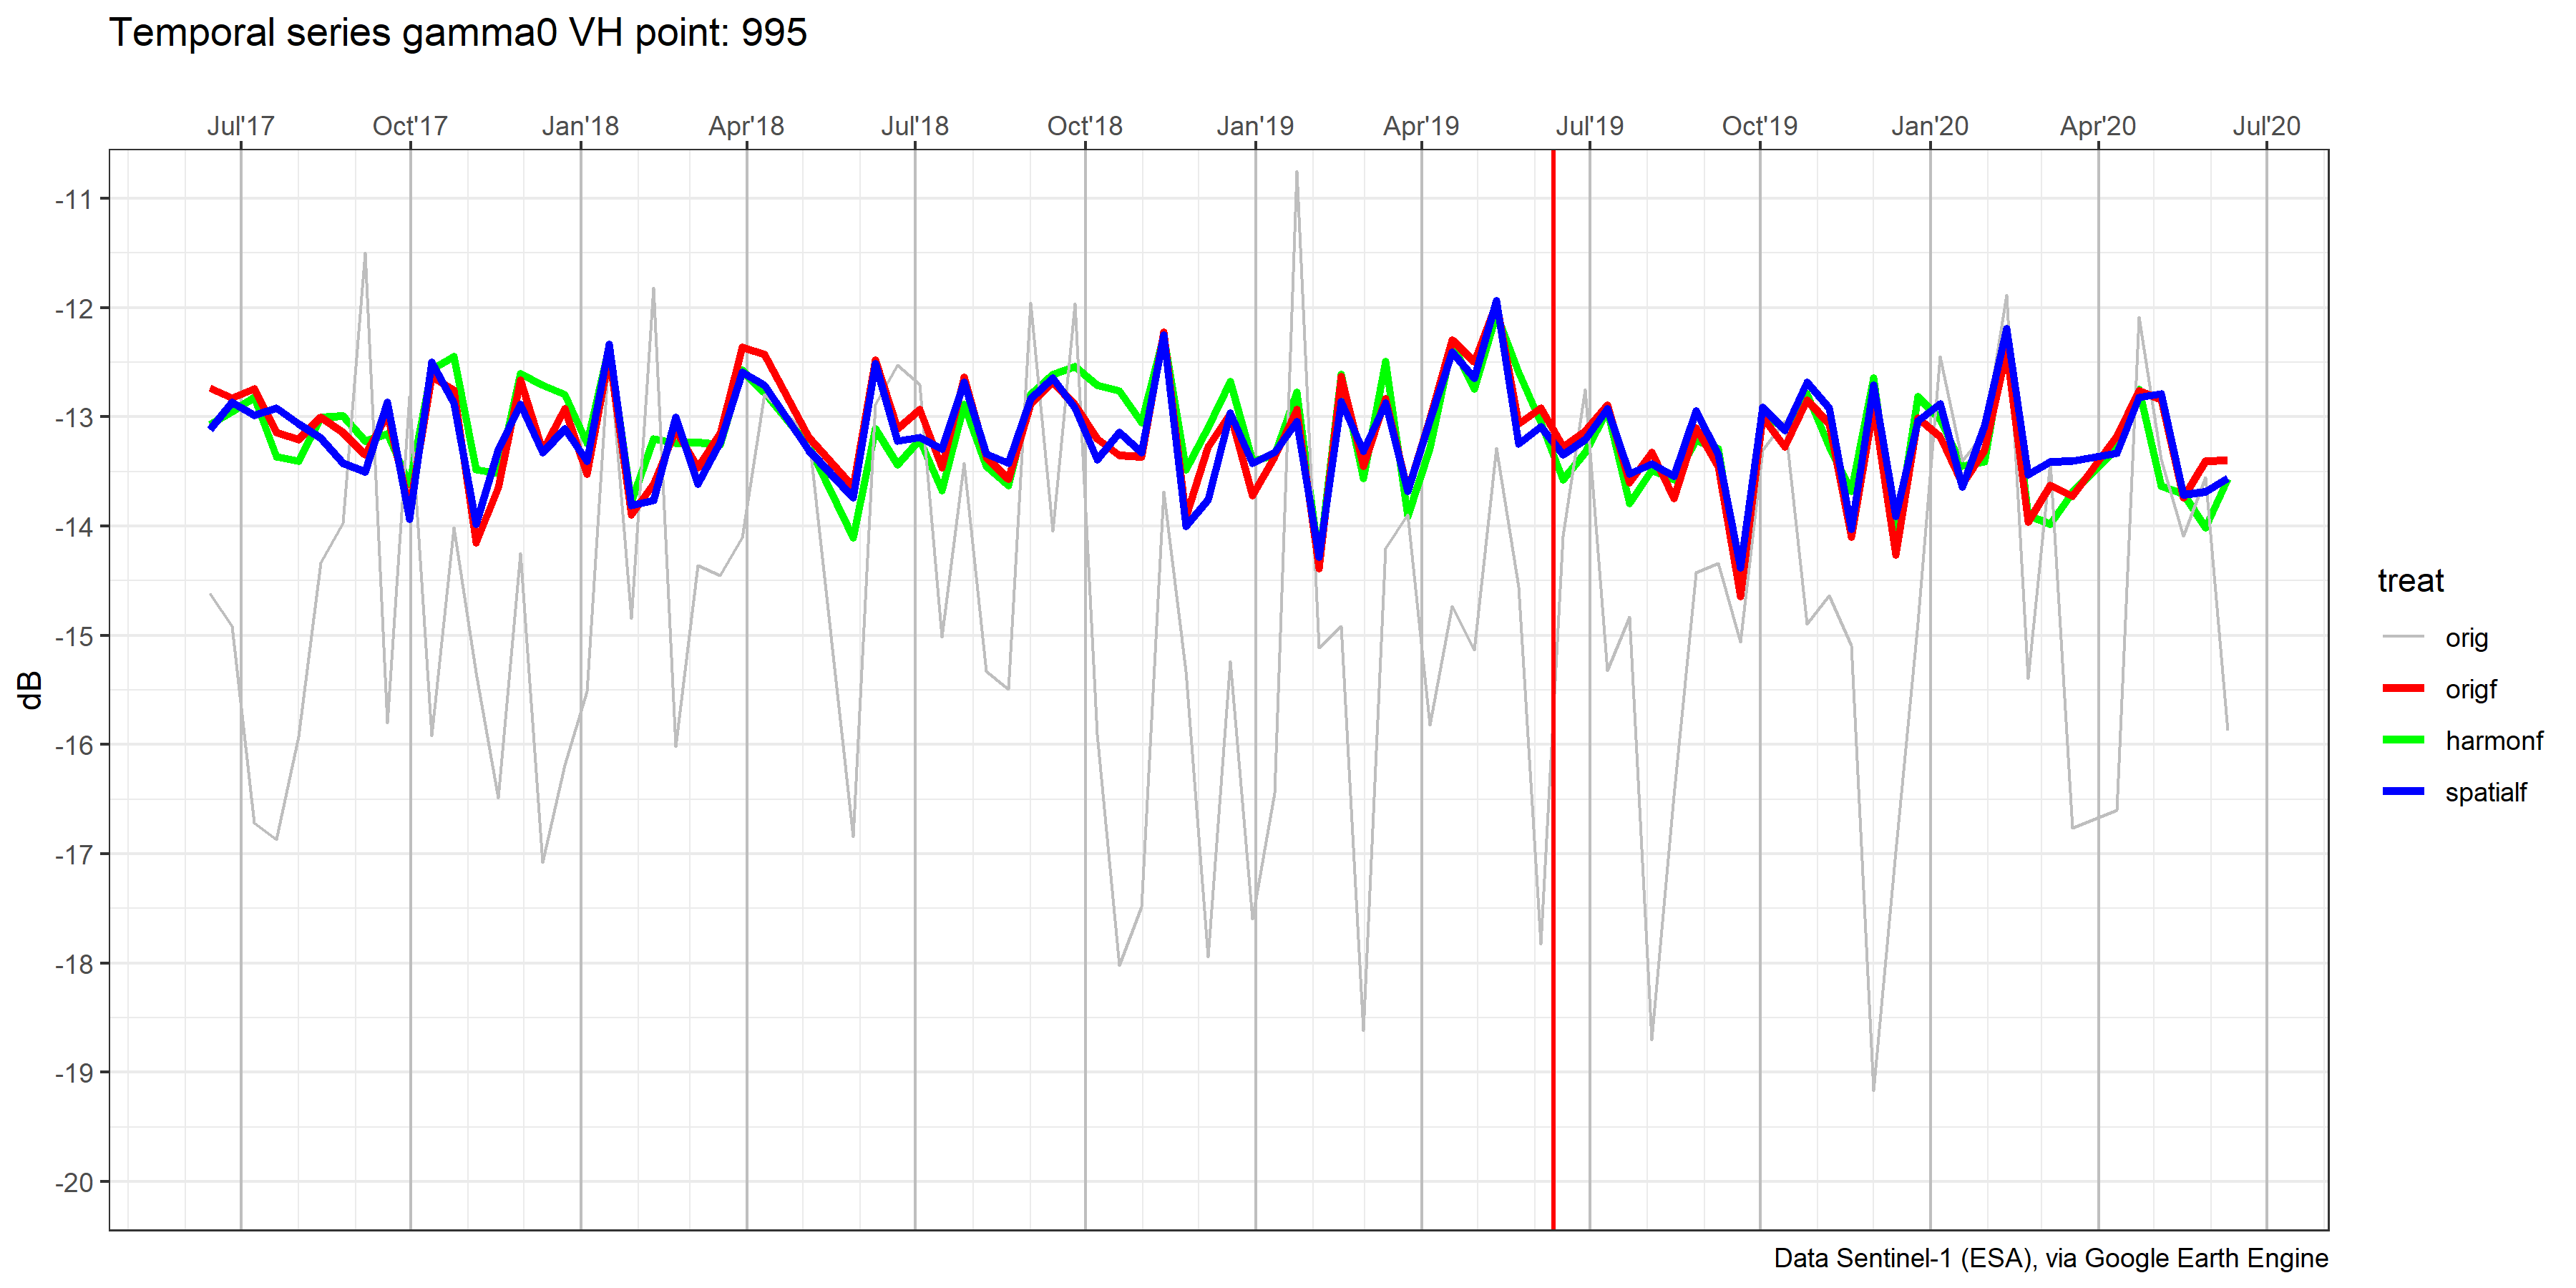 Temporal series gamma0 VH point: 995
Jul'17 Oct'17 Jan'18 Apr'18 Jul'18 Oct'18 Jan'19 Apr'19 Jul'19 Oct'19 Jan'20 Apr'20 Jul'20
-11
-12
-13
-14
-15
-16
-17
-18
-19
-20
dB
treat
orig
origf
harmonf
spatialf
Data Sentinel-1 (ESA), via Google Earth Engine